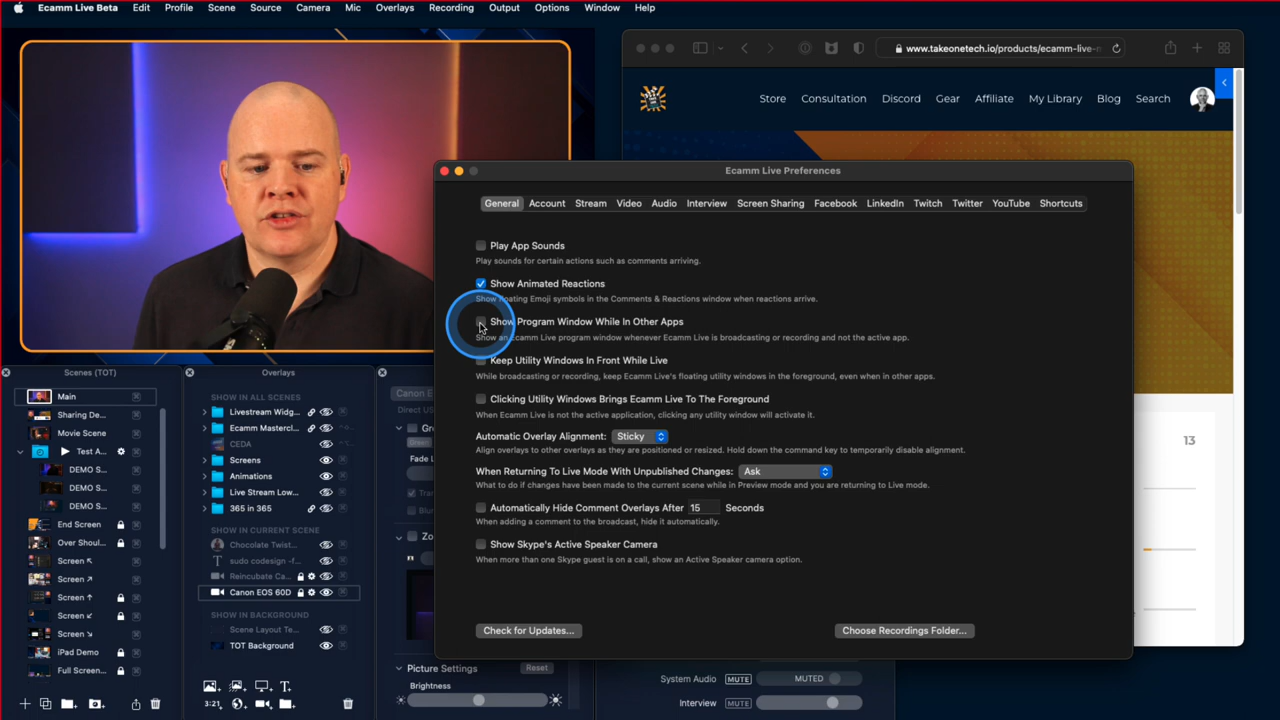 Ecamm Live Beta Edit Profile Scene Source Camera Mic Overlays Recording Output Options Window Help
www.takeonetech.io/products/ecamm-live-
Store Consultation Discord Gear Affiliate My Library Blog Search
Ecamm Live Preferences
General Account Stream Video Audio Interview Screen Sharing Facebook LinkedIn Twitch Twitter YouTube Shortcuts
Play App Sounds
Play sounds for certain actions such as comments arriving.
Show Animated Reactions
Show floating Emoji symbols in the Comments & Reactions window when reactions arrive.
Show Program Window While In Other Apps
Show an Ecamm Live program window whenever Ecamm Live is broadcasting or recording and not the active app.
Keep Utility Windows In Front While Live
While broadcasting or recording, keep Ecamm Live's floating utility windows in the foreground, even when in other apps.
Clicking Utility Windows Brings Ecamm Live To The Foreground
When Ecamm Live is not the active application, clicking any utility window will activate it.
Automatic Overlay Alignment: Sticky
Align overlays to other overlays as they are positioned or resized. Hold down the command key to temporarily disable alignment.
When Returning To Live Mode With Unpublished Changes: Ask
What to do if changes have been made to the current scene while in Preview mode and you are returning to Live mode.
Automatically Hide Comment Overlays After 15 Seconds
When adding a comment to the broadcast, hide it automatically.
Show Skype's Active Speaker Camera
When more than one Skype guest is on a call, show an Active Speaker camera option.
Check for Updates...
Choose Recordings Folder...
13
Scenes (TOT)
Main
Sharing De...
Movie Scene
Test A...
DEMO S...
DEMO S...
DEMO S...
End Screen
Over Shoul...
Screen ↖
Screen ↗
Screen ↑
Screen ↙
Screen ↘
iPad Demo
Full Screen...
Overlays
SHOW IN ALL SCENES
Livestream Widg...
Ecamm Mastercl...
CEDA
Screens
Animations
Live Stream Low...
365 in 365
SHOW IN CURRENT SCENE
Chocolate Twist...
sudo codesign -f...
Reincubate Ca...
Canon EOS 60D
SHOW IN BACKGROUND
Scene Layout Te...
TOT Background
3:21
Canon E
Direct US
Gr
Fade L
Zo
Picture Settings Reset
Brightness
System Audio MUTE MUTED
Interview MUTE